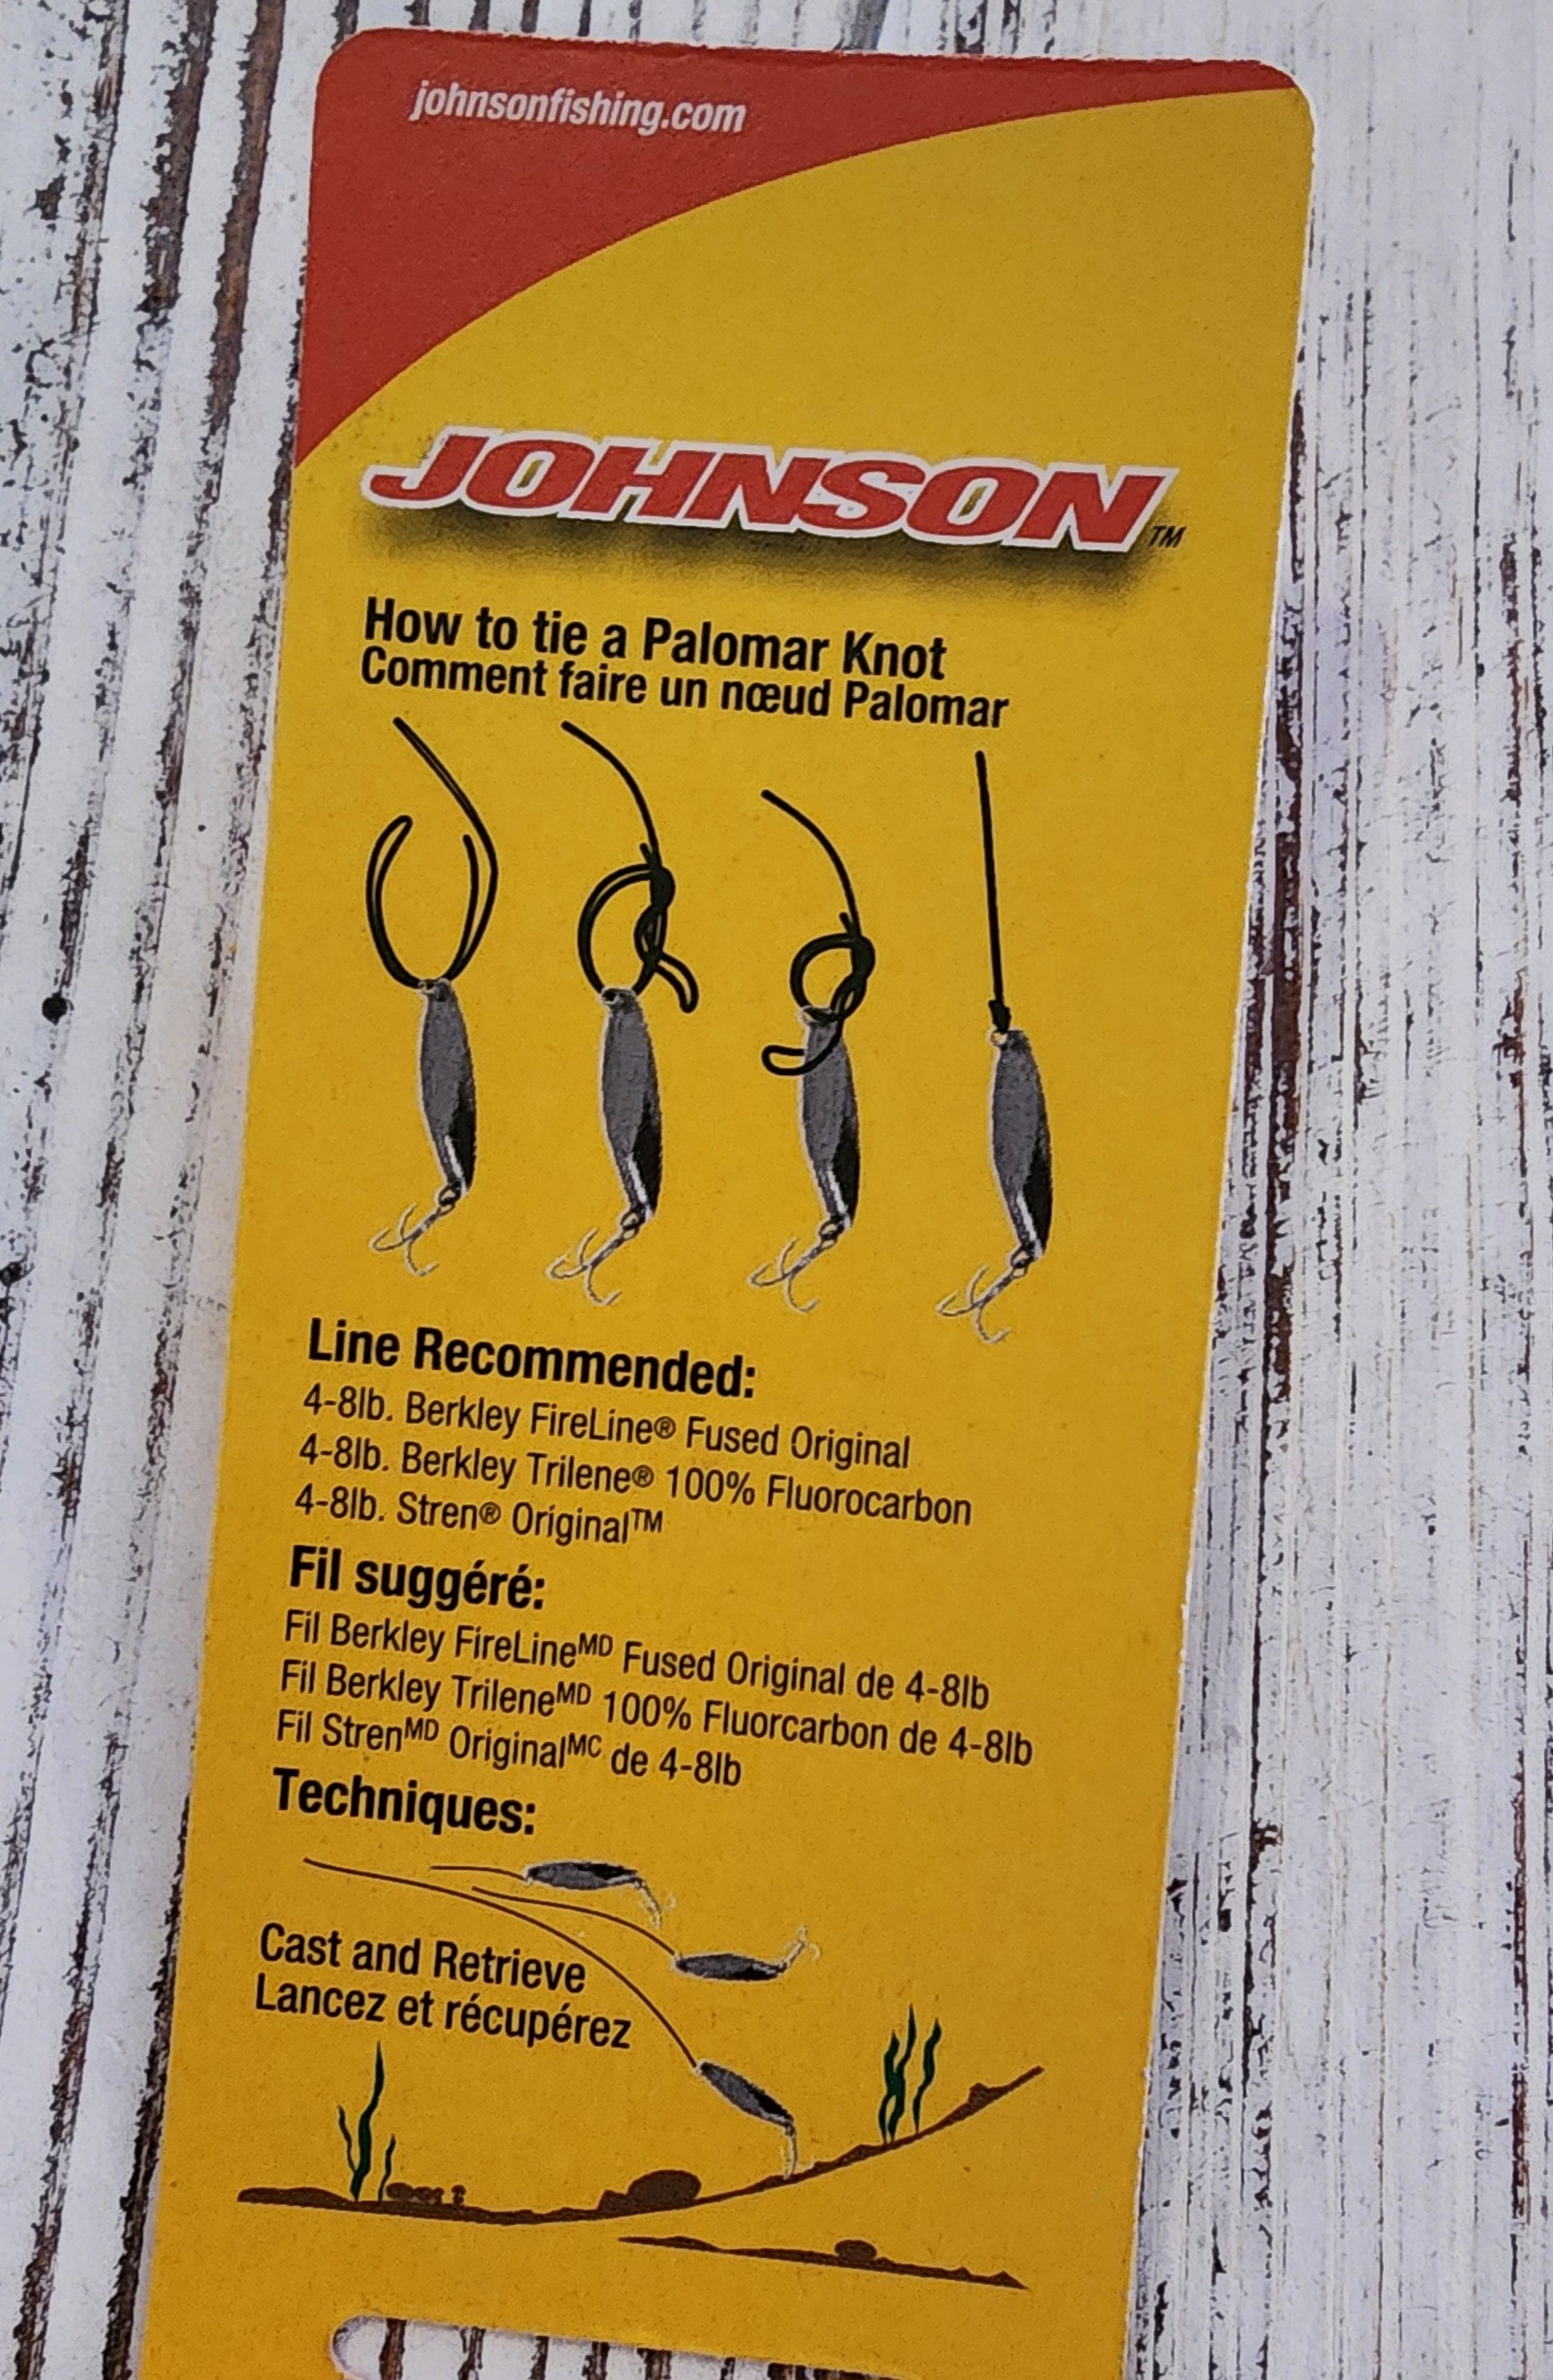 johnsonfishing.com
JOHNSON™
How to tie a Palomar Knot
Comment faire un nœud Palomar
Line Recommended:
4-8lb. Berkley FireLine® Fused Original
4-8lb. Berkley Trilene® 100% Fluorocarbon
4-8lb. Stren® Original™
Fil suggéré:
Fil Berkley FireLineMD Fused Original de 4-8lb
Fil Berkley TrileneMD 100% Fluorcarbon de 4-8lb
Fil StrenMD OriginalMC de 4-8lb
Techniques:
Cast and Retrieve
Lancez et récupérez